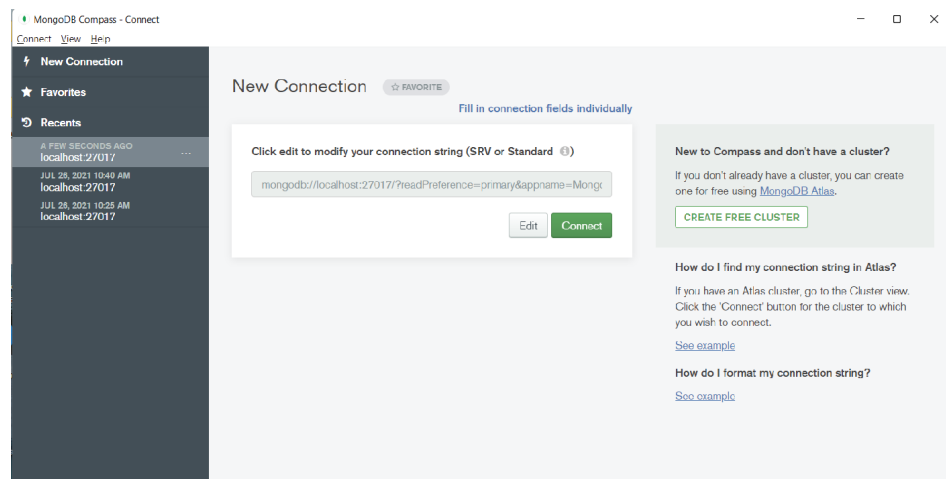 MongoDB Compass - Connect
Connect View Help
New Connection
Favorites
Recents
A FEW SECONDS AGO
localhost:27017
JUL 28, 2021 10:40 AM
localhost:27017
JUL 28, 2021 10:25 AM
localhost:27017
New Connection
FAVORITE
Fill in connection fields individually
Click edit to modify your connection string (SRV or Standard )
mongodb://localhost:27017/?readPreference=primary&appname=Mongo
Edit
Connect
New to Compass and don't have a cluster?
If you don't already have a cluster, you can create
one for free using MongoDB Atlas.
CREATE FREE CLUSTER
How do I find my connection string in Atlas?
If you have an Atlas cluster, go to the Cluster view.
Click the 'Connect' button for the cluster to which
you wish to connect.
See example
How do I format my connection string?
See example